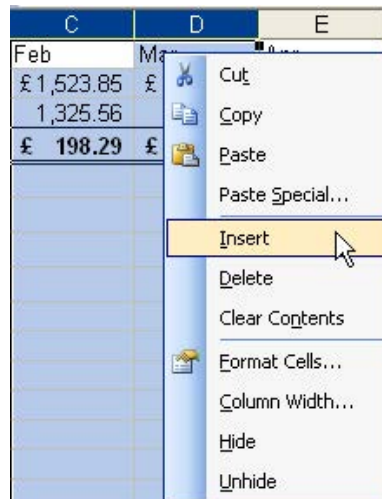 C D E
Feb
£1,523.85 £
1,325.56
£ 198.29 £
Cut
Copy
Paste
Paste Special...
Insert
Delete
Clear Contents
Format Cells...
Column Width...
Hide
Unhide